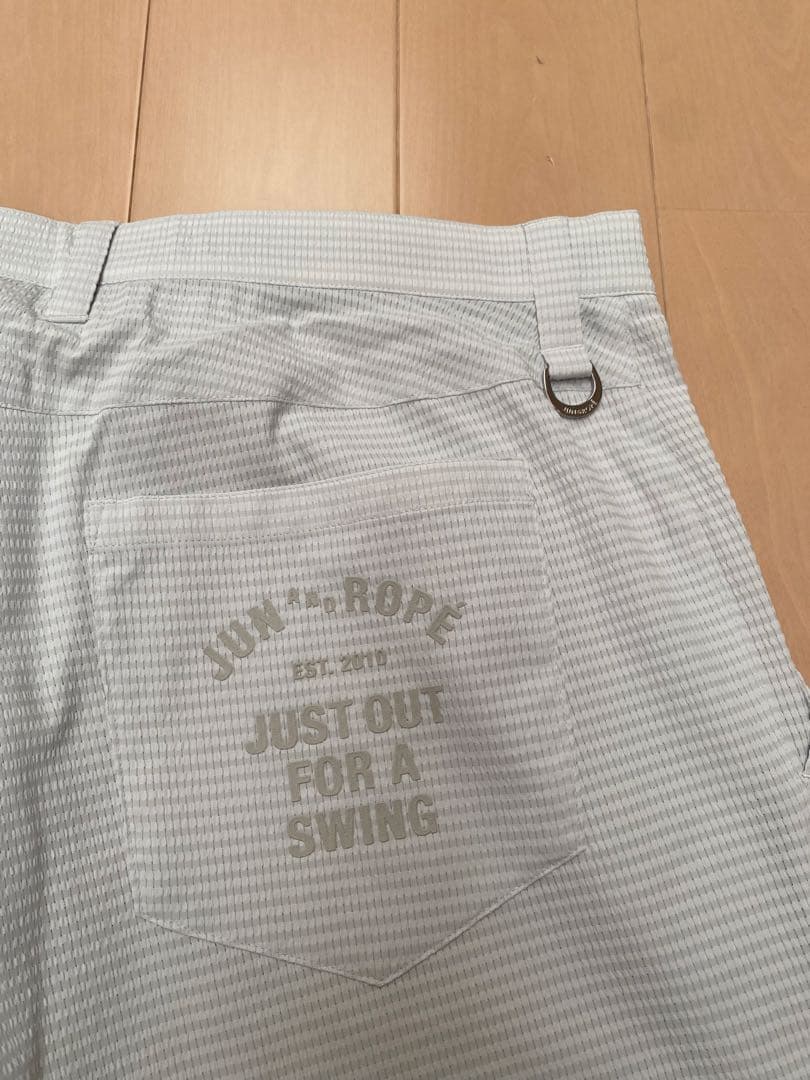 JUN AND ROPÉ
EST. 2010
JUST OUT
FOR A
SWING